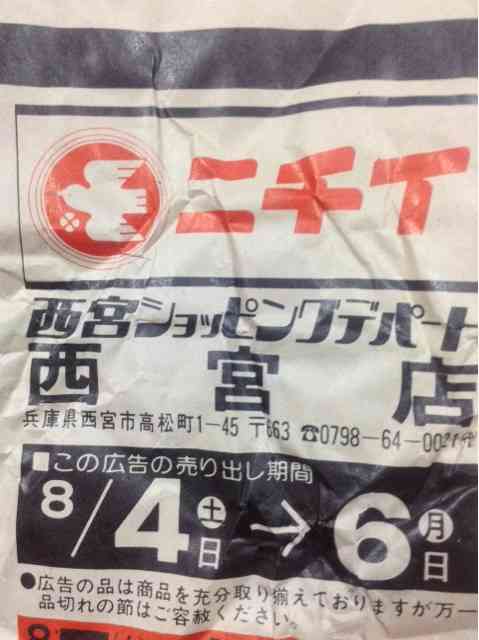 ニチイ
西宮ショッピングデパート
西宮店
兵庫県西宮市高松町1-45 〒663 ☎0798-64-00
■この広告の売り出し期間
8/4土日→6月日
●広告の品は商品を充分取り揃えておりますが万一
品切れの節はご容赦ください。
8